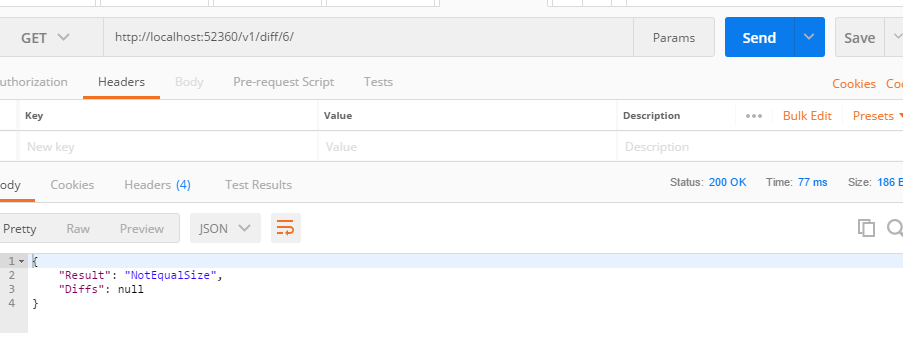 GET http://localhost:52360/v1/diff/6/ Params Send Save
uthorization Headers Body Pre-request Script Tests Cookies Co
Key Value Description Bulk Edit Presets
New key Value Description
ody Cookies Headers (4) Test Results Status: 200 OK Time: 77 ms Size: 186 B
Pretty Raw Preview JSON
1 {
2 "Result": "NotEqualSize",
3 "Diffs": null
4 }